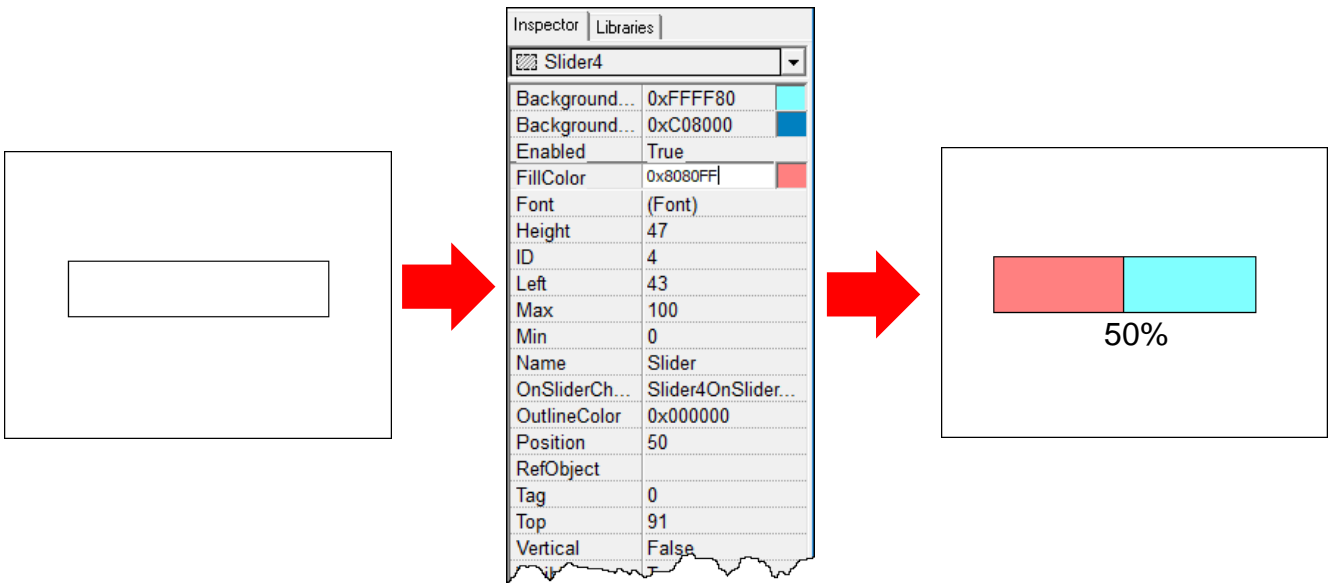 Inspector Libraries
Slider4
Background... 0xFFFF80
Background... 0xC08000
Enabled True
FillColor 0x8080FF
Font (Font)
Height 47
ID 4
Left 43
Max 100
Min 0
Name Slider
OnSliderCh... Slider4OnSlider...
OutlineColor 0x000000
Position 50
RefObject
Tag 0
Top 91
Vertical False
50%